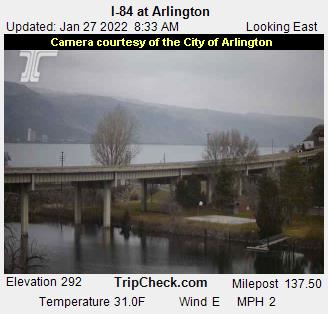 I-84 at Arlington
Updated: Jan 27 2022 8:33 AM Looking East
Camera courtesy of the City of Arlington
Elevation 292 TripCheck.com Milepost 137.50
Temperature 31.0F Wind E MPH 2